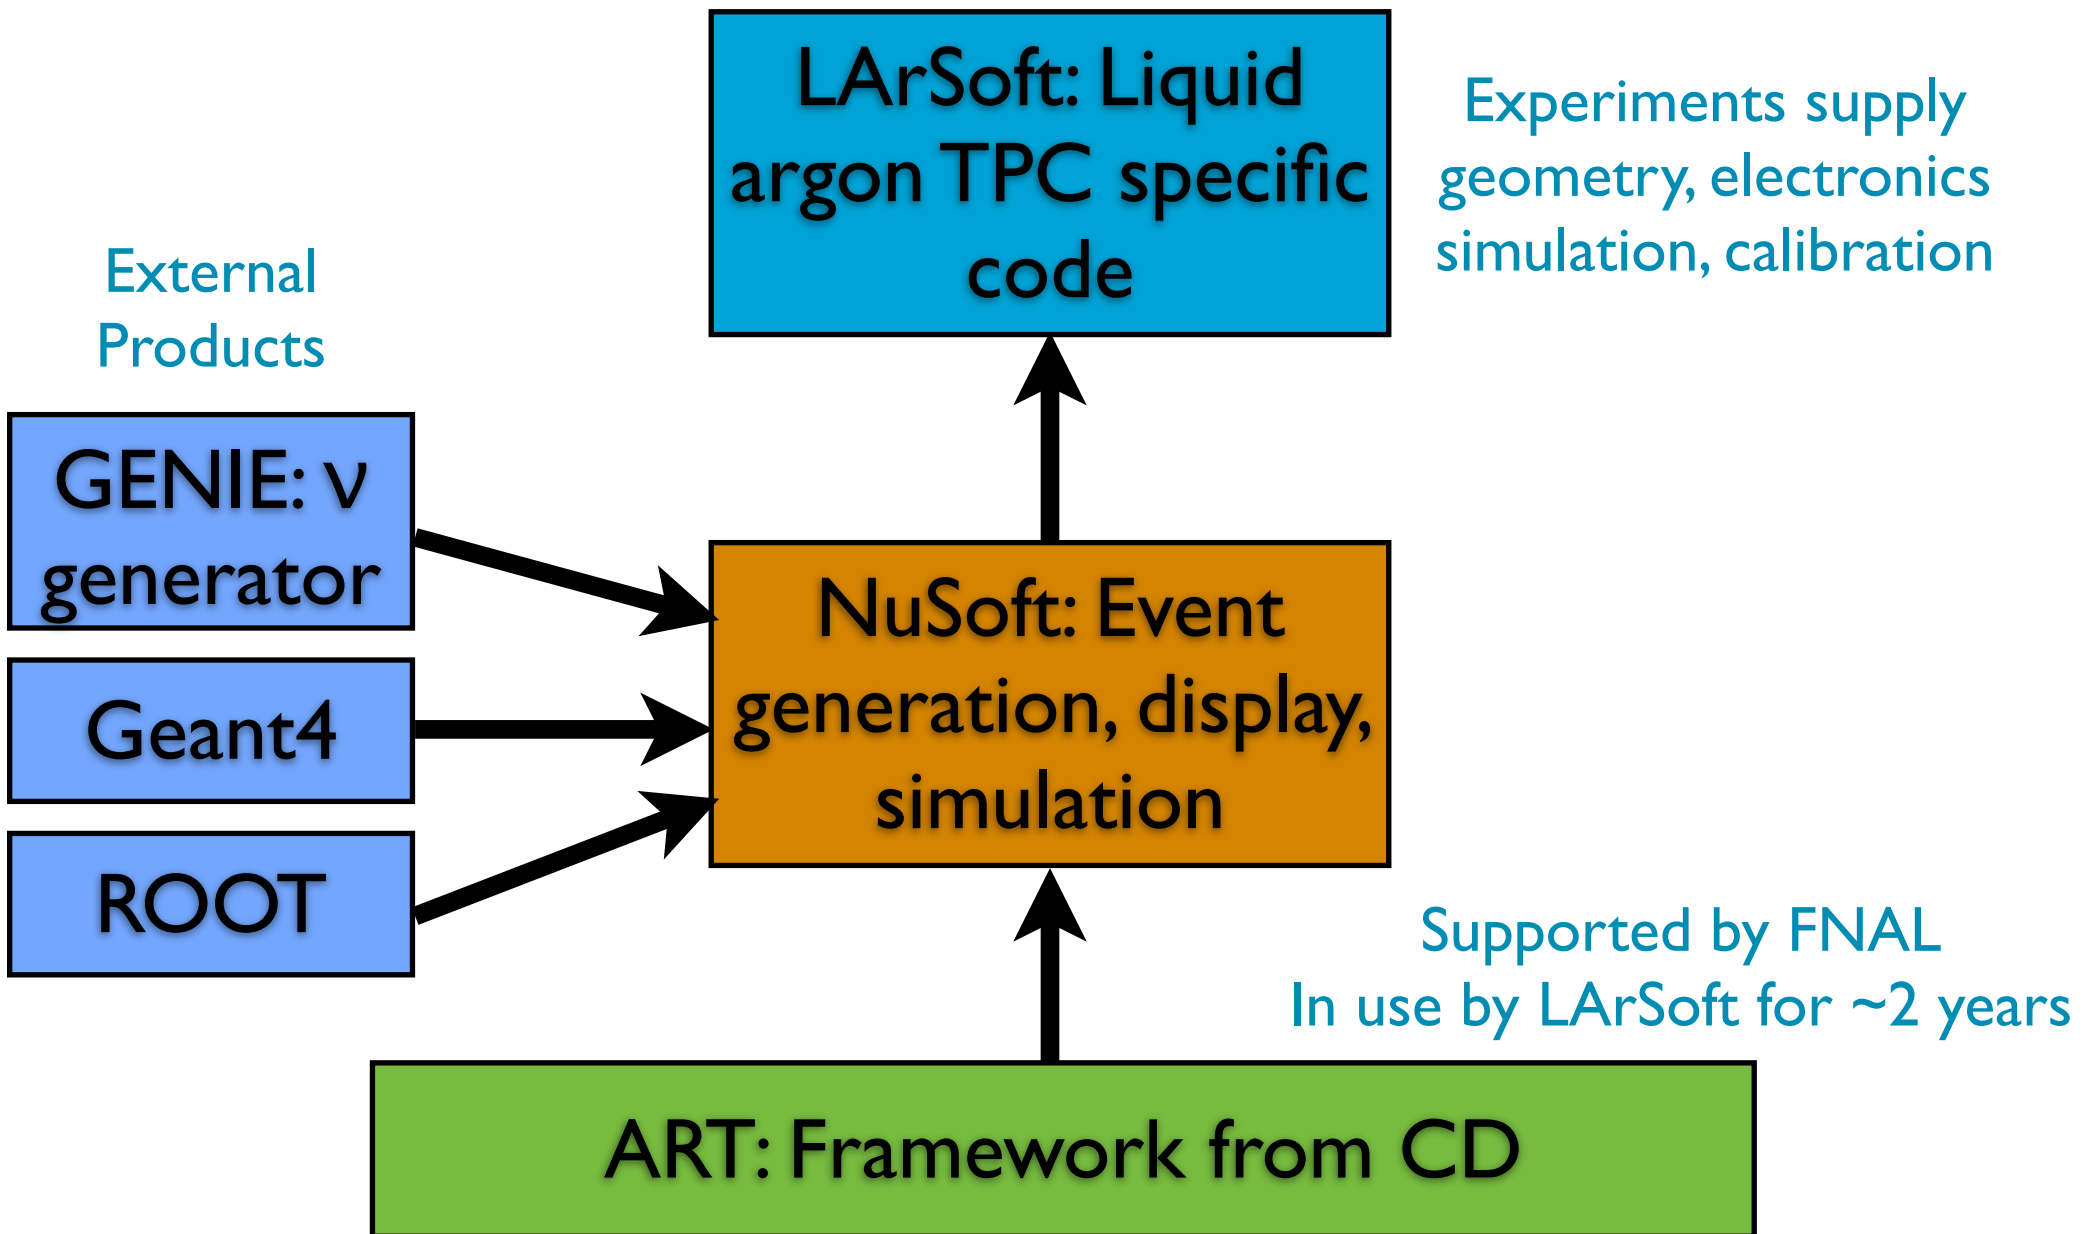 LArSoft: Liquid
argon TPC specific
code
Experiments supply
geometry, electronics
simulation, calibration
External
Products
GENIE: ν
generator
Geant4
ROOT
NuSoft: Event
generation, display,
simulation
Supported by FNAL
In use by LArSoft for ~2 years
ART: Framework from CD